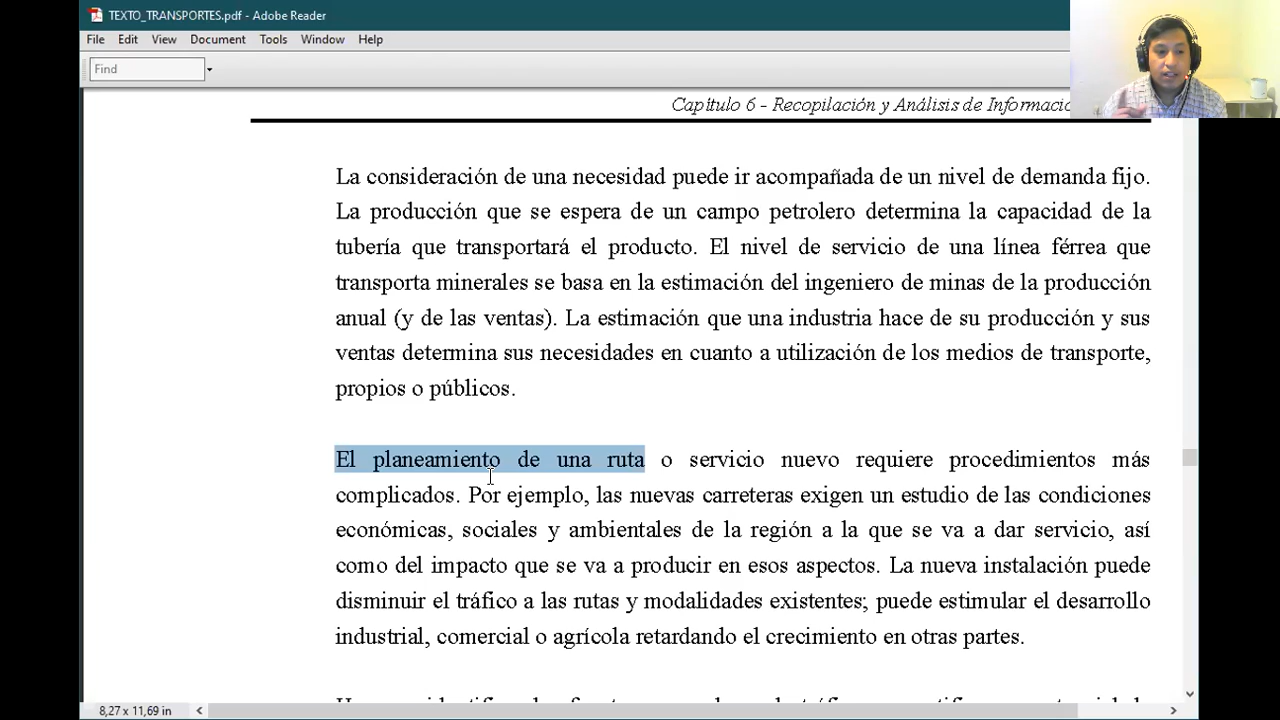 TEXTO_TRANSPORTES.pdf - Adobe Reader
File Edit View Document Tools Window Help
Find
Capítulo 6 - Recopilación y Análisis de
La consideración de una necesidad puede ir acompañada de un nivel de demanda fijo.
La producción que se espera de un campo petrolero determina la capacidad de la
tubería que transportará el producto. El nivel de servicio de una línea férrea que
transporta minerales se basa en la estimación del ingeniero de minas de la producción
anual (y de las ventas). La estimación que una industria hace de su producción y sus
ventas determina sus necesidades en cuanto a utilización de los medios de transporte,
propios o públicos.
El planeamiento de una ruta o servicio nuevo requiere procedimientos más
complicados. Por ejemplo, las nuevas carreteras exigen un estudio de las condiciones
económicas, sociales y ambientales de la región a la que se va a dar servicio, así
como del impacto que se va a producir en esos aspectos. La nueva instalación puede
disminuir el tráfico a las rutas y modalidades existentes; puede estimular el desarrollo
industrial, comercial o agrícola retardando el crecimiento en otras partes.
8,27 x 11,69 in